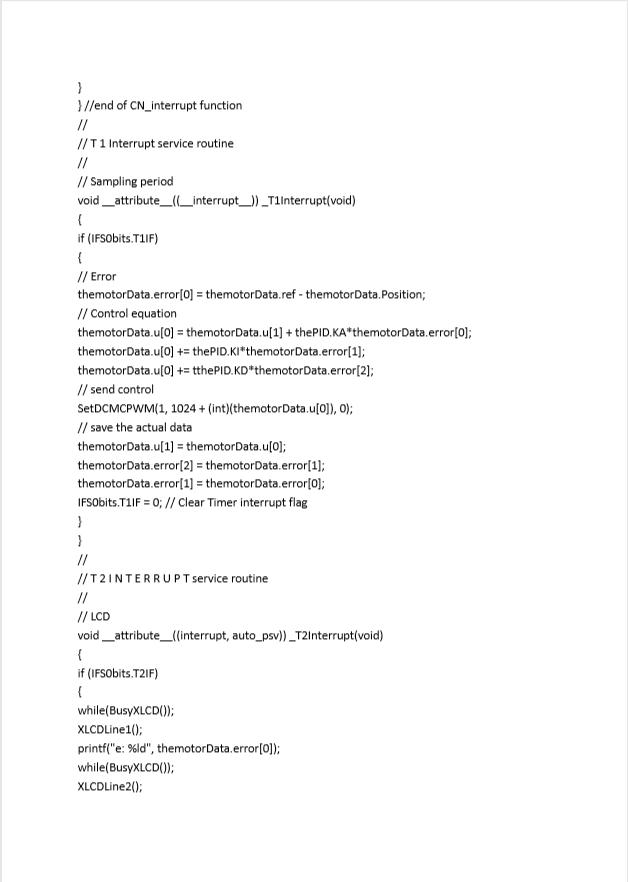 }
} //end of CN_interrupt function
//
// T 1 Interrupt service routine
//
// Sampling period
void __attribute__((__interrupt__)) _T1Interrupt(void)
{
if (IFS0bits.T1IF)
{
// Error
themotorData.error[0] = themotorData.ref - themotorData.Position;
// Control equation
themotorData.u[0] = themotorData.u[1] + thePID.KA*themotorData.error[0];
themotorData.u[0] += thePID.KI*themotorData.error[1];
themotorData.u[0] += tthePID.KD*themotorData.error[2];
// send control
SetDCMCPWM(1, 1024 + (int)(themotorData.u[0]), 0);
// save the actual data
themotorData.u[1] = themotorData.u[0];
themotorData.error[2] = themotorData.error[1];
themotorData.error[1] = themotorData.error[0];
IFS0bits.T1IF = 0; // Clear Timer interrupt flag
}
}
//
// T 2 I N T E R R U P T service routine
//
// LCD
void __attribute__((interrupt, auto_psv)) _T2Interrupt(void)
{
if (IFS0bits.T2IF)
{
while(BusyXLCD());
XLCDLine1();
printf("e: %ld", themotorData.error[0]);
while(BusyXLCD());
XLCDLine2();